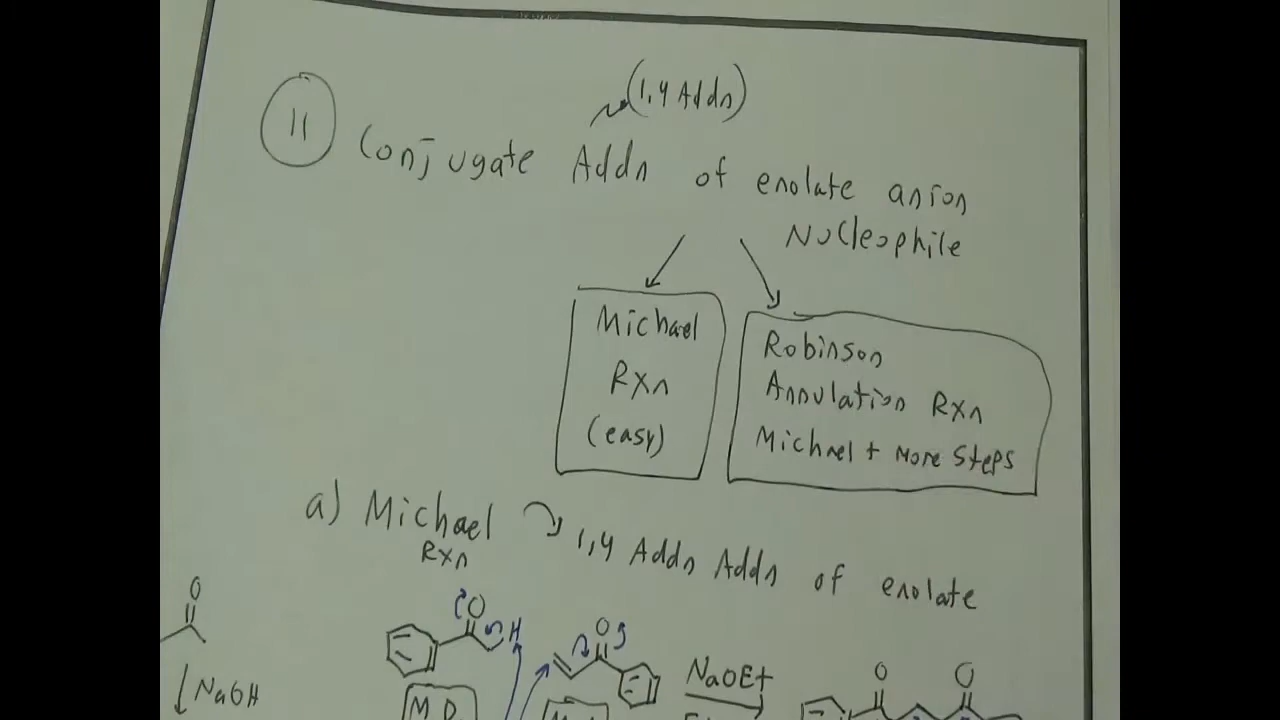 (1,4 Addn)
11 Conjugate Addn of enolate anion
Nucleophile
Michael
Rxn
(easy)
Robinson
Annulation Rxn
Michael + More Steps
a) Michael 1,4 Addn Addn of enolate
Rxn
O
O H
O
NaOEt
O O
NaOH
M.D.